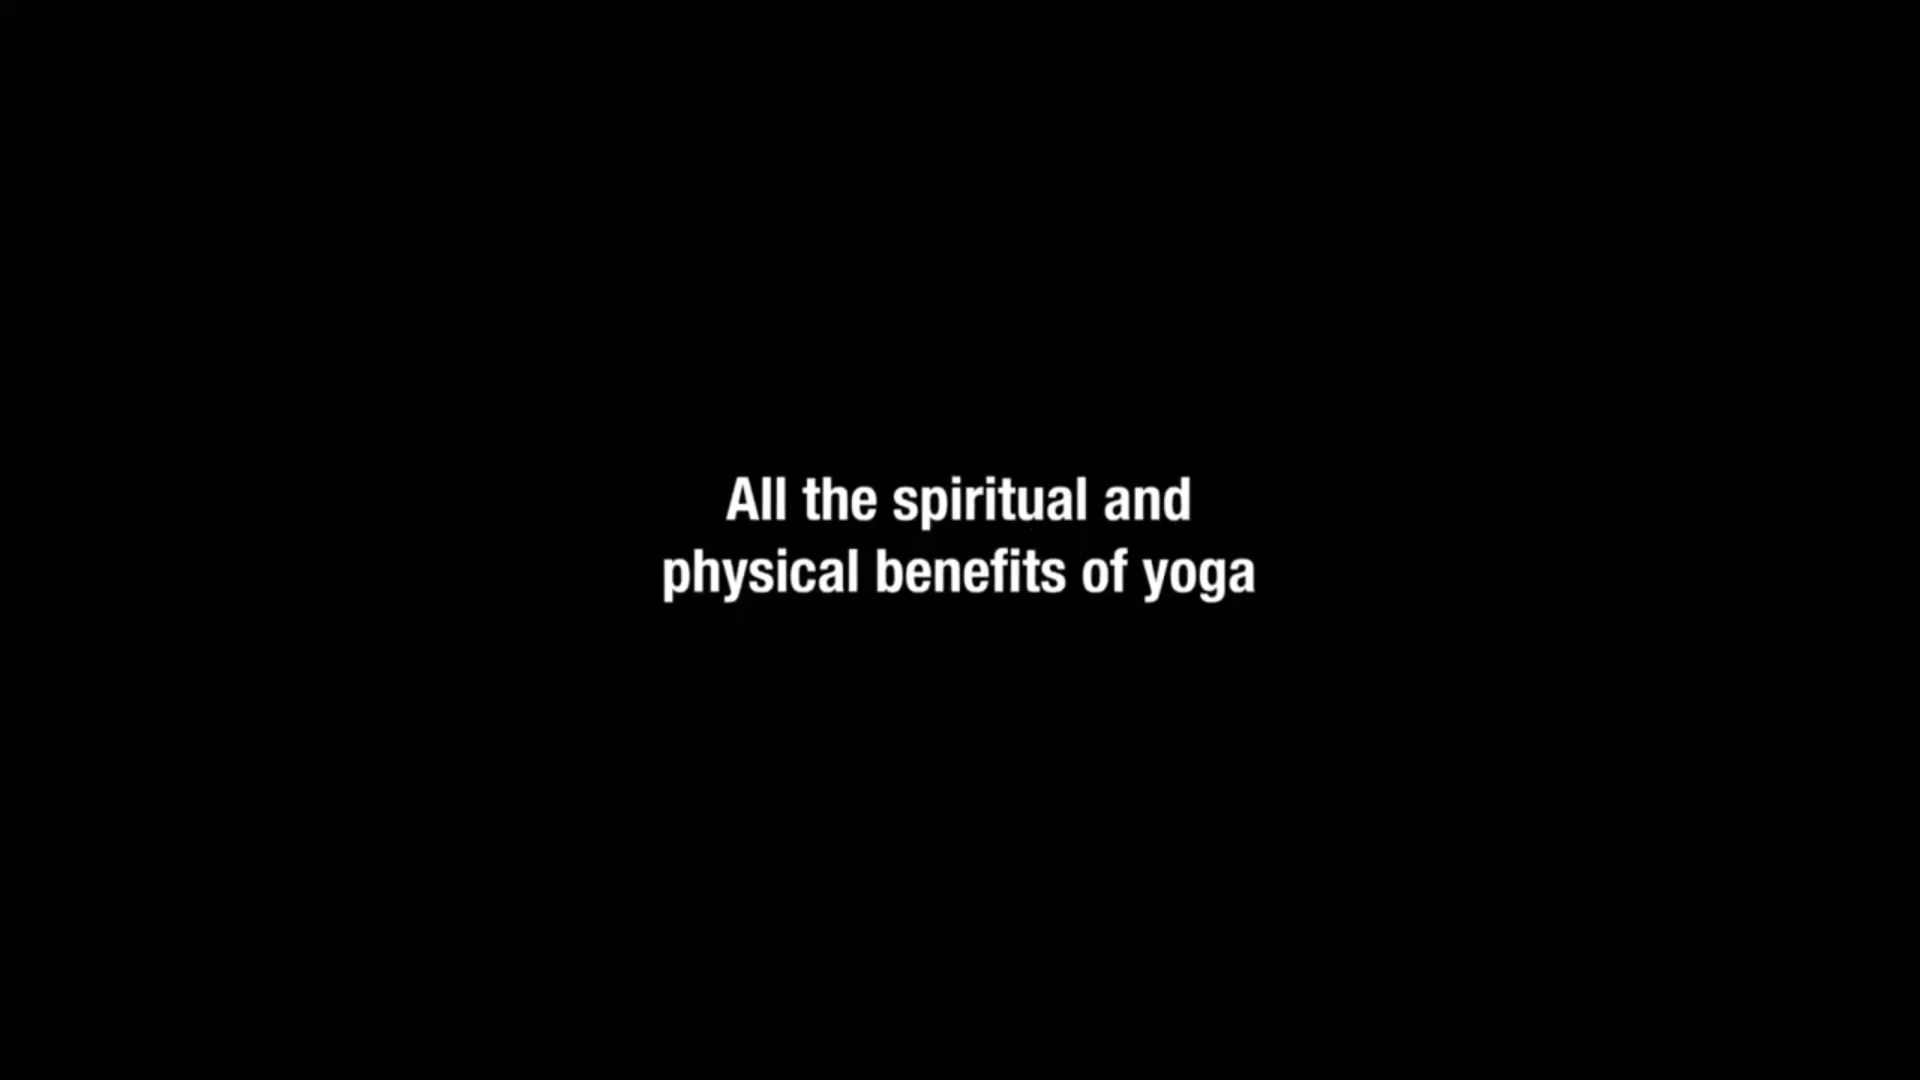 All the spiritual and
physical benefits of yoga